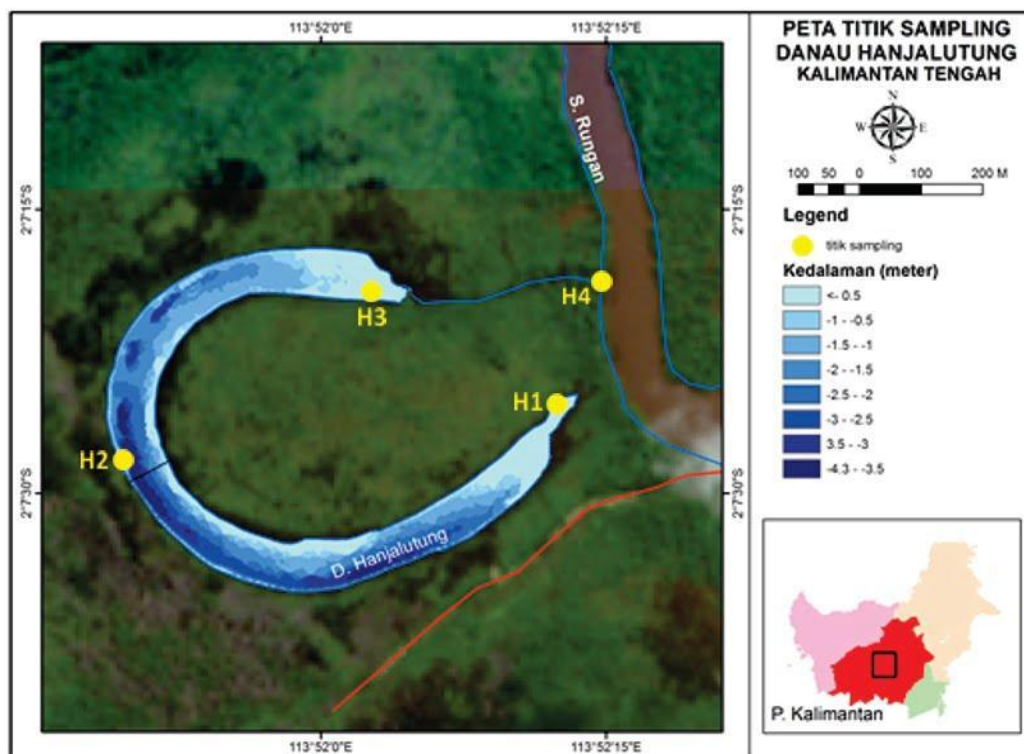 PETA TITIK SAMPLING
DANAU HANJALUTUNG
KALIMANTAN TENGAH
N
W E
S
100 50 0 100 200 M
Legend
titik sampling
Kedalaman (meter)
<- 0.5
-1 - -0.5
-1.5 - -1
-2 - -1.5
-2.5 - -2
-3 - -2.5
3.5 - -3
-4.3 - -3.5
P. Kalimantan
113°52'0"E
113°52'15"E
2°7'15"S
2°7'15"S
S. Rungan
H3
H4
H1
H2
D. Hanjalutung
2°7'30"S
2°7'30"S
113°52'0"E
113°52'15"E